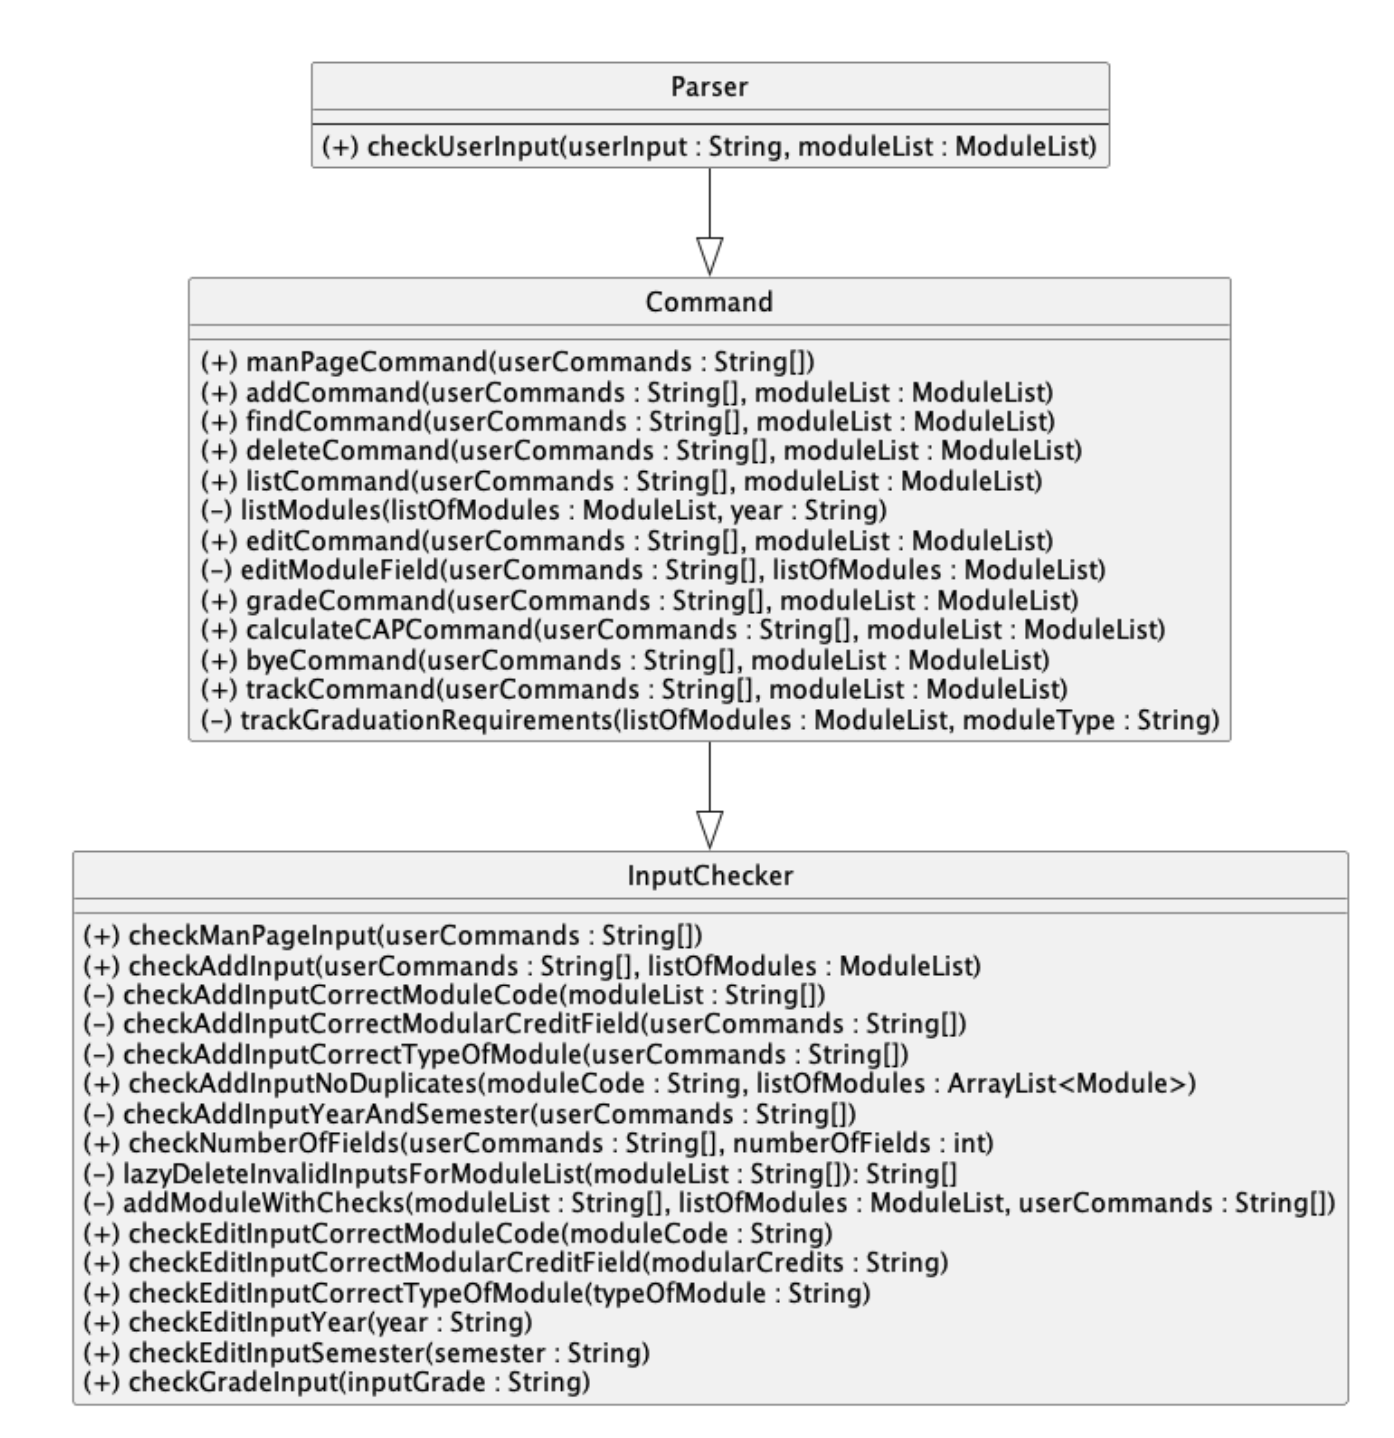 Parser
(+) checkUserInput(userInput : String, moduleList : ModuleList)
Command
(+) manPageCommand(userCommands : String[])
(+) addCommand(userCommands : String[], moduleList : ModuleList)
(+) findCommand(userCommands : String[], moduleList : ModuleList)
(+) deleteCommand(userCommands : String[], moduleList : ModuleList)
(+) listCommand(userCommands : String[], moduleList : ModuleList)
(-) listModules(listOfModules : ModuleList, year : String)
(+) editCommand(userCommands : String[], moduleList : ModuleList)
(-) editModuleField(userCommands : String[], listOfModules : ModuleList)
(+) gradeCommand(userCommands : String[], moduleList : ModuleList)
(+) calculateCAPCommand(userCommands : String[], moduleList : ModuleList)
(+) byeCommand(userCommands : String[], moduleList : ModuleList)
(+) trackCommand(userCommands : String[], moduleList : ModuleList)
(-) trackGraduationRequirements(listOfModules : ModuleList, moduleType : String)
InputChecker
(+) checkManPageInput(userCommands : String[])
(+) checkAddInput(userCommands : String[], listOfModules : ModuleList)
(-) checkAddInputCorrectModuleCode(moduleList : String[])
(-) checkAddInputCorrectModularCreditField(userCommands : String[])
(-) checkAddInputCorrectTypeOfModule(userCommands : String[])
(+) checkAddInputNoDuplicates(moduleCode : String, listOfModules : ArrayList<Module>)
(-) checkAddInputYearAndSemester(userCommands : String[])
(+) checkNumberOfFields(userCommands : String[], numberOfFields : int)
(-) lazyDeleteInvalidInputsForModuleList(moduleList : String[]): String[]
(-) addModuleWithChecks(moduleList : String[], listOfModules : ModuleList, userCommands : String[])
(+) checkEditInputCorrectModuleCode(moduleCode : String)
(+) checkEditInputCorrectModularCreditField(modularCredits : String)
(+) checkEditInputCorrectTypeOfModule(typeOfModule : String)
(+) checkEditInputYear(year : String)
(+) checkEditInputSemester(semester : String)
(+) checkGradeInput(inputGrade : String)